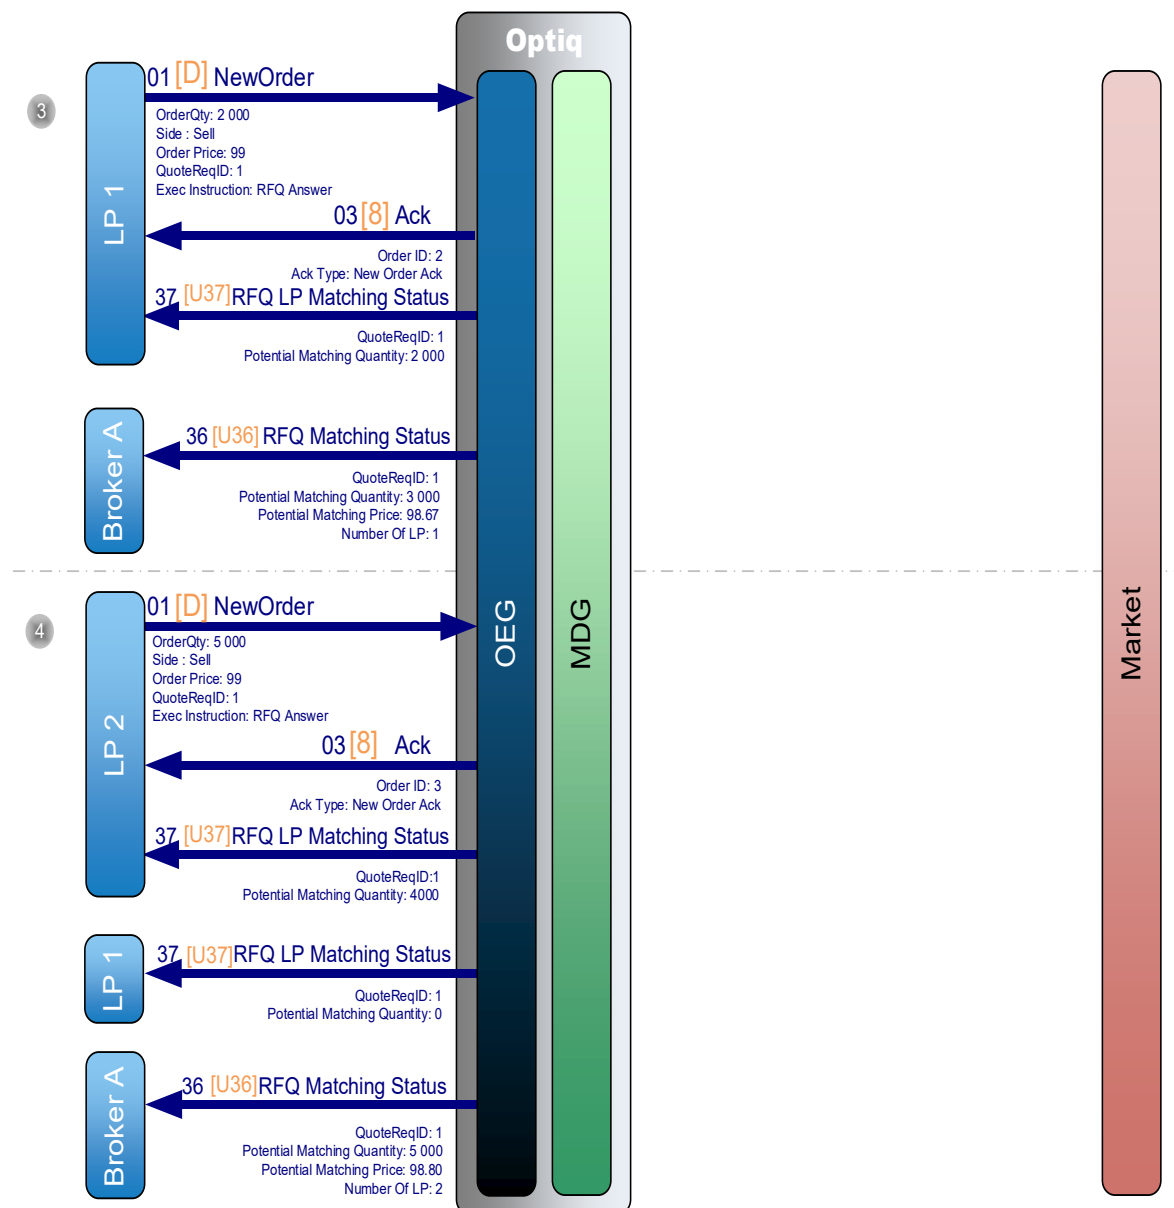 Optiq
3
LP 1
01 [D] NewOrder
OrderQty: 2 000
Side : Sell
Order Price: 99
QuoteReqID: 1
Exec Instruction: RFQ Answer
03 [8] Ack
Order ID: 2
Ack Type: New Order Ack
37 [U37] RFQ LP Matching Status
QuoteReqID: 1
Potential Matching Quantity: 2 000
Broker A
36 [U36] RFQ Matching Status
QuoteReqID: 1
Potential Matching Quantity: 3 000
Potential Matching Price: 98.67
Number Of LP: 1
OEG
MDG
Market
4
LP 2
01 [D] NewOrder
OrderQty: 5 000
Side : Sell
Order Price: 99
QuoteReqID: 1
Exec Instruction: RFQ Answer
03 [8] Ack
Order ID: 3
Ack Type: New Order Ack
37 [U37] RFQ LP Matching Status
QuoteReqID:1
Potential Matching Quantity: 4000
LP 1
37 [U37] RFQ LP Matching Status
QuoteReqID: 1
Potential Matching Quantity: 0
Broker A
36 [U36] RFQ Matching Status
QuoteReqID: 1
Potential Matching Quantity: 5 000
Potential Matching Price: 98.80
Number Of LP: 2